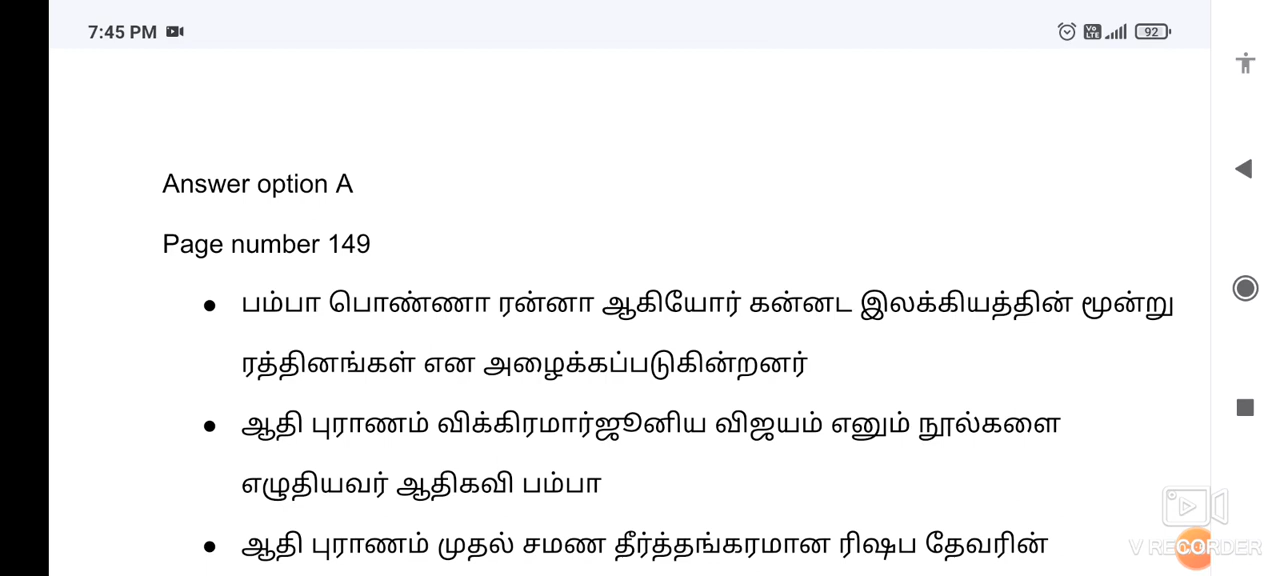 7:45 PM
Vo LTE 92
Answer option A
Page number 149
● பம்பா பொண்ணா ரன்னா ஆகியோர் கன்னட இலக்கியத்தின் மூன்று
ரத்தினங்கள் என அழைக்கப்படுகின்றனர்
● ஆதி புராணம் விக்கிரமார்ஜூனிய விஜயம் எனும் நூல்களை
எழுதியவர் ஆதிகவி பம்பா
● ஆதி புராணம் முதல் சமண தீர்த்தங்கரமான ரிஷப தேவரின்
V RECORDER